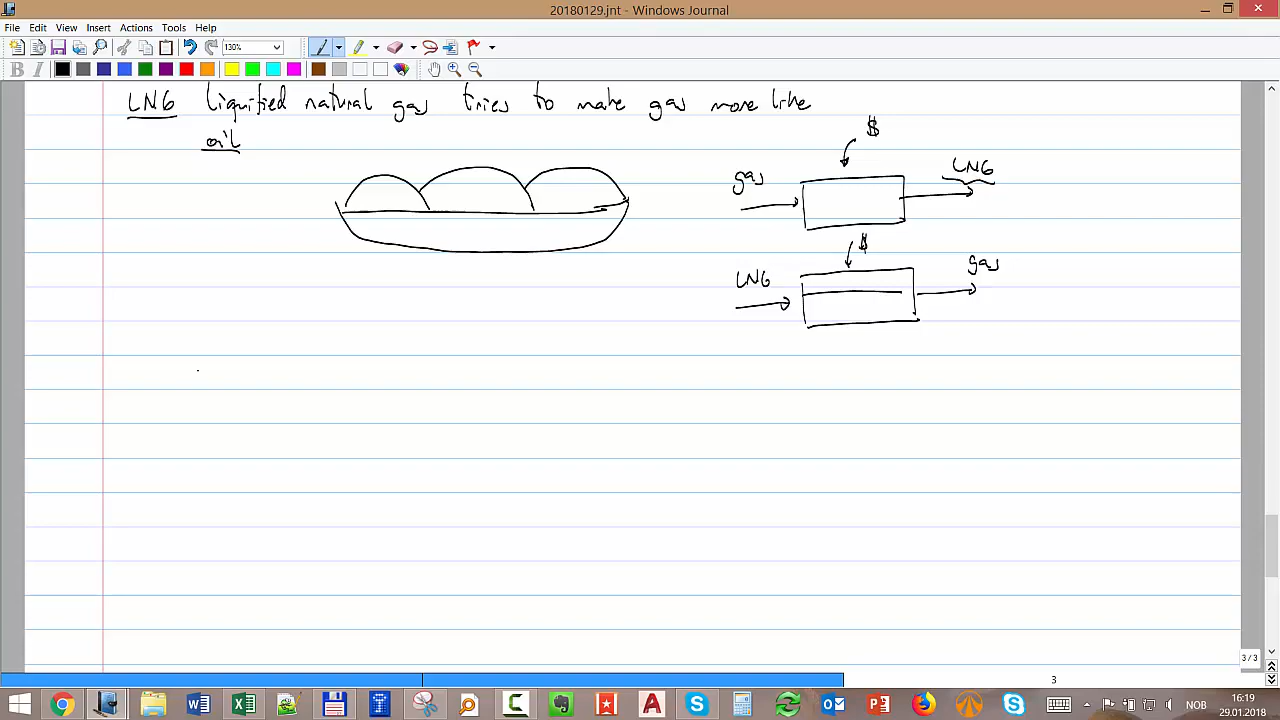 20180129.jnt - Windows Journal
File Edit View Insert Actions Tools Help
130%
B I
LNG liquified natural gas tries to make gas more like
oil
$
gas LNG
$
LNG gas
3/3
3
NOB
16:19
29.01.2018